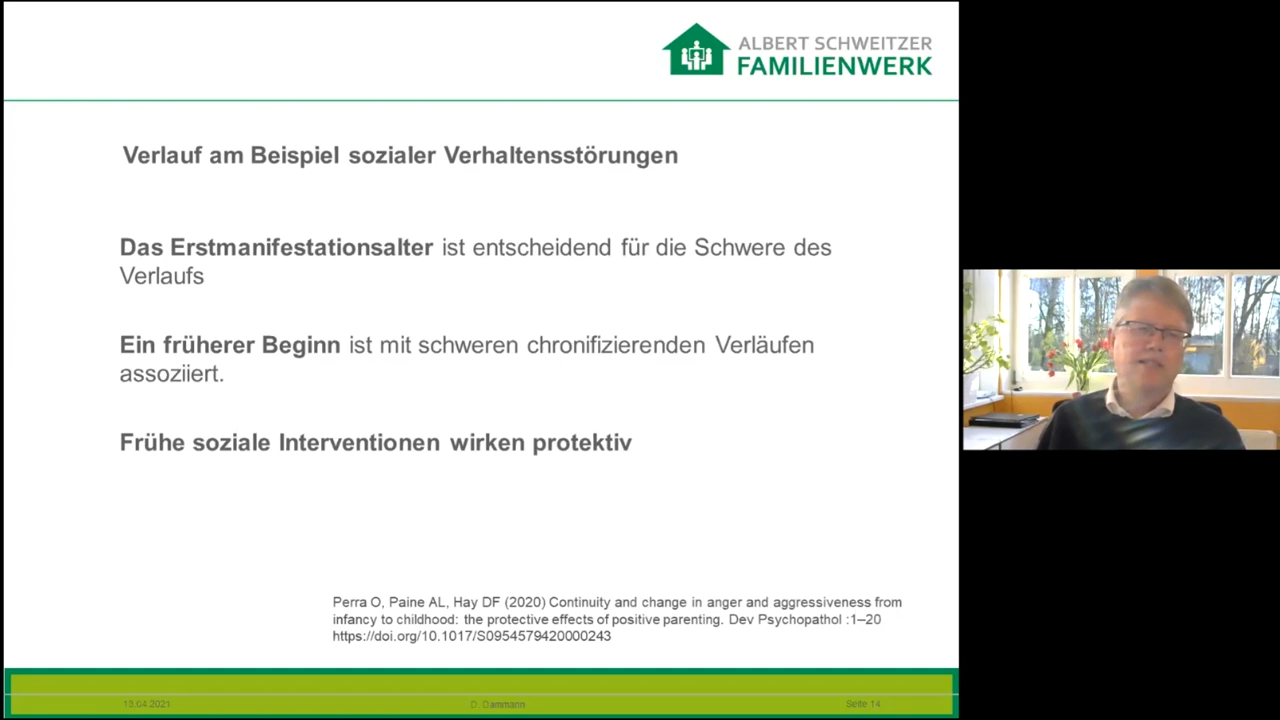 ALBERT SCHWEITZER
FAMILIENWERK
Verlauf am Beispiel sozialer Verhaltensstörungen
Das Erstmanifestationsalter ist entscheidend für die Schwere des
Verlaufs
Ein früherer Beginn ist mit schweren chronifizierenden Verläufen
assoziiert.
Frühe soziale Interventionen wirken protektiv
Perra O, Paine AL, Hay DF (2020) Continuity and change in anger and aggressiveness from
infancy to childhood: the protective effects of positive parenting. Dev Psychopathol :1–20
https://doi.org/10.1017/S0954579420000243
13.04.2021
D. Dammann
Seite 14